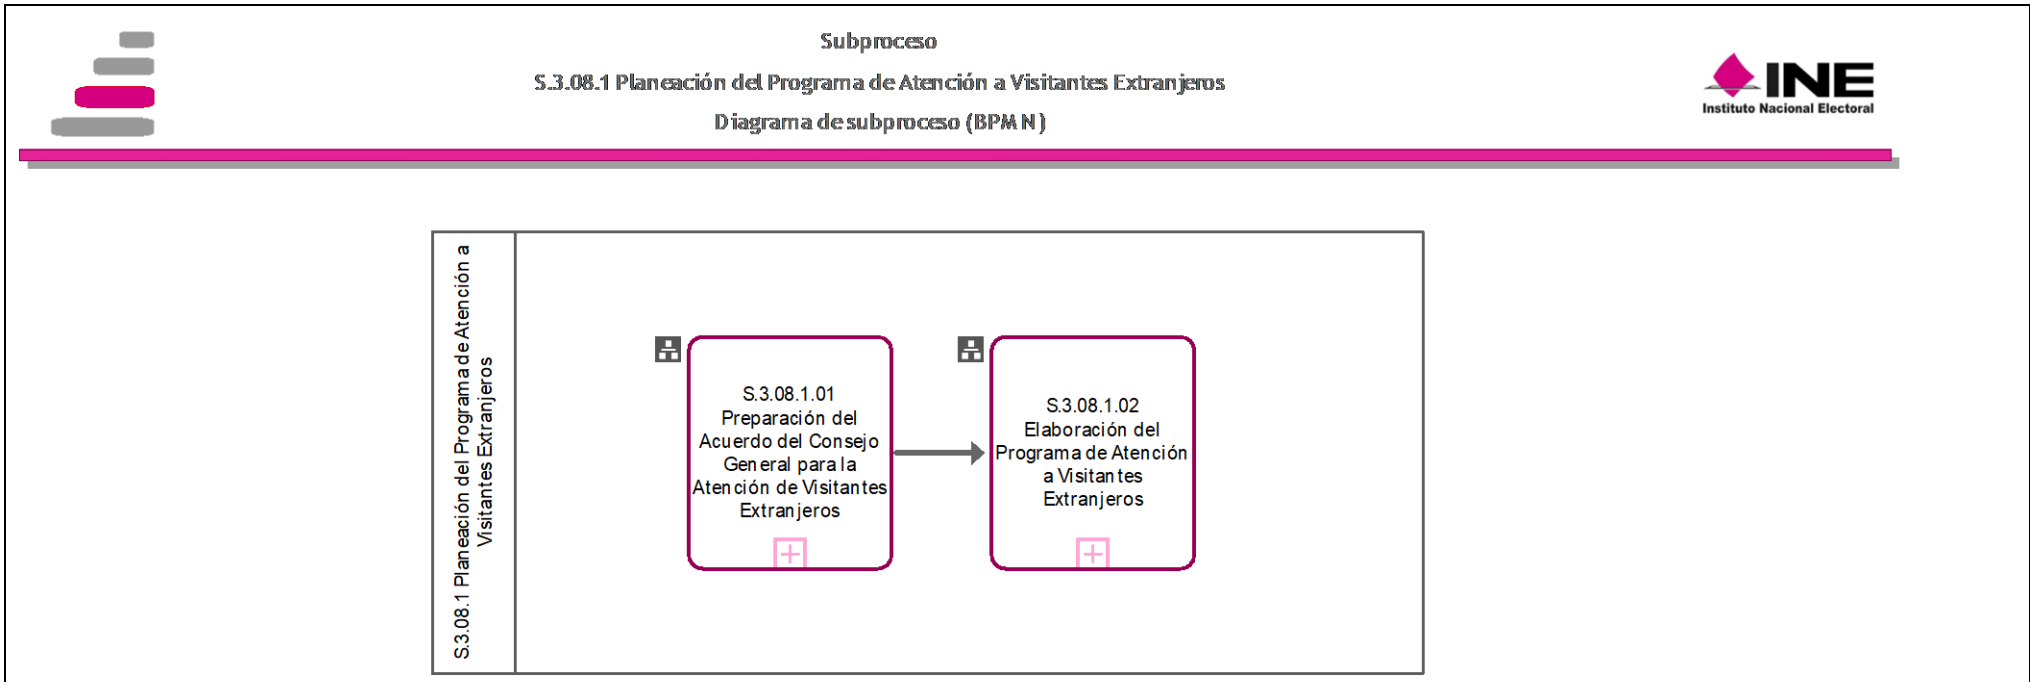 Subproceso
S.3.08.1 Planeación del Programa de Atención a Visitantes Extranjeros
Diagrama de subproceso (BPMN)
INE
Instituto Nacional Electoral
S.3.08.1 Planeación del Programa de Atención a
Visitantes Extranjeros
S.3.08.1.01
Preparación del
Acuerdo del Consejo
General para la
Atención de Visitantes
Extranjeros
S.3.08.1.02
Elaboración del
Programa de Atención
a Visitantes
Extranjeros